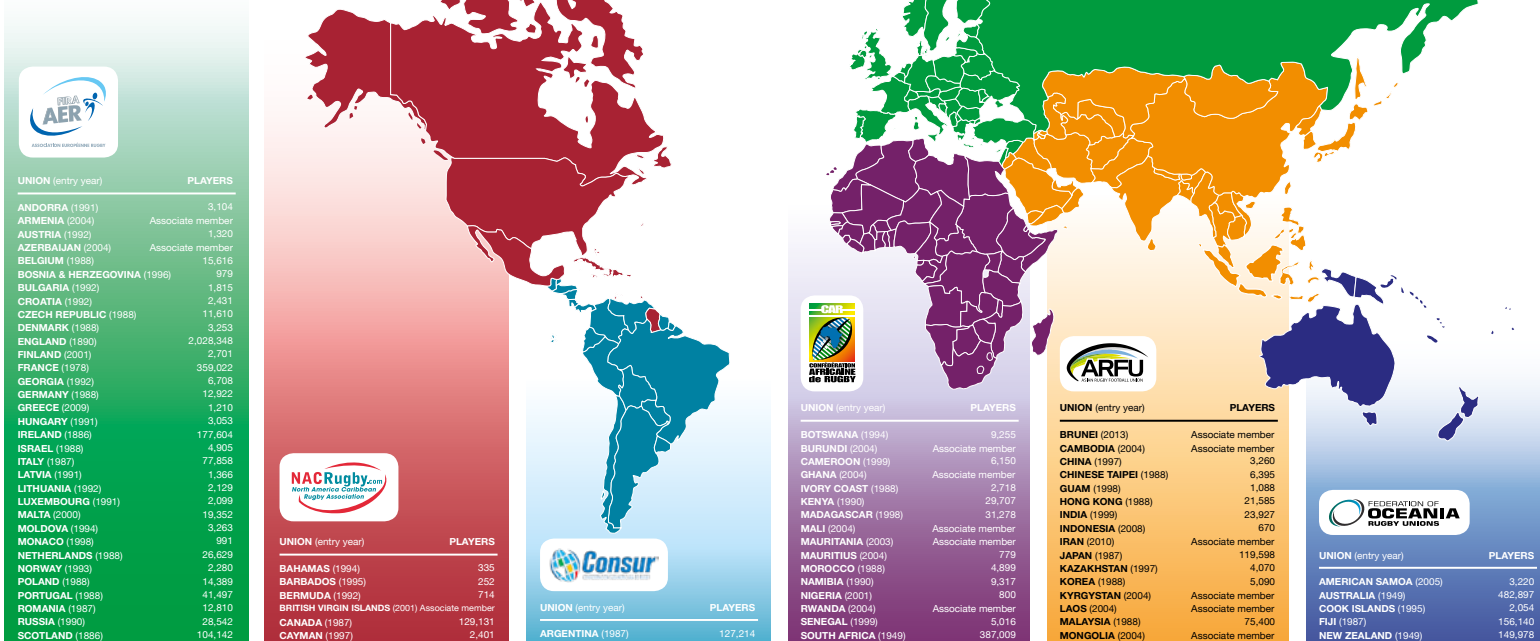 FIRA
AER
ASSOCIATION EUROPÉENNE RUGBY
UNION (entry year) PLAYERS
ANDORRA (1991) 3,104
ARMENIA (2004) Associate member
AUSTRIA (1992) 1,320
AZERBAIJAN (2004) Associate member
BELGIUM (1988) 15,616
BOSNIA & HERZEGOVINA (1996) 979
BULGARIA (1992) 1,815
CROATIA (1992) 2,431
CZECH REPUBLIC (1988) 11,610
DENMARK (1988) 3,253
ENGLAND (1890) 2,028,348
FINLAND (2001) 2,701
FRANCE (1978) 359,022
GEORGIA (1992) 6,708
GERMANY (1988) 12,922
GREECE (2009) 1,210
HUNGARY (1991) 3,053
IRELAND (1886) 177,604
ISRAEL (1988) 4,905
ITALY (1987) 77,858
LATVIA (1991) 1,366
LITHUANIA (1992) 2,129
LUXEMBOURG (1991) 2,099
MALTA (2000) 19,352
MOLDOVA (1994) 3,263
MONACO (1998) 991
NETHERLANDS (1988) 26,629
NORWAY (1993) 2,280
POLAND (1988) 14,389
PORTUGAL (1988) 41,497
ROMANIA (1987) 12,810
RUSSIA (1990) 28,542
SCOTLAND (1886) 104,142
NACRugby.com
North America Caribbean
Rugby Association
UNION (entry year) PLAYERS
BAHAMAS (1994) 335
BARBADOS (1995) 252
BERMUDA (1992) 714
BRITISH VIRGIN ISLANDS (2001) Associate member
CANADA (1987) 129,131
CAYMAN (1997) 2,401
Consur
UNION (entry year) PLAYERS
ARGENTINA (1987) 127,214
CAR
CONFEDERATION
AFRICAINE
de RUGBY
UNION (entry year) PLAYERS
BOTSWANA (1994) 9,255
BURUNDI (2004) Associate member
CAMEROON (1999) 6,150
GHANA (2004) Associate member
IVORY COAST (1988) 2,718
KENYA (1990) 29,707
MADAGASCAR (1998) 31,278
MALI (2004) Associate member
MAURITANIA (2003) Associate member
MAURITIUS (2004) 779
MOROCCO (1988) 4,899
NAMIBIA (1990) 9,317
NIGERIA (2001) 800
RWANDA (2004) Associate member
SENEGAL (1999) 5,016
SOUTH AFRICA (1949) 387,009
ARFU
ASIAN RUGBY FOOTBALL UNION
UNION (entry year) PLAYERS
BRUNEI (2013) Associate member
CAMBODIA (2004) Associate member
CHINA (1997) 3,260
CHINESE TAIPEI (1988) 6,395
GUAM (1998) 1,088
HONG KONG (1988) 21,585
INDIA (1999) 23,927
INDONESIA (2008) 670
IRAN (2010) Associate member
JAPAN (1987) 119,598
KAZAKHSTAN (1997) 4,070
KOREA (1988) 5,090
KYRGYSTAN (2004) Associate member
LAOS (2004) Associate member
MALAYSIA (1988) 75,400
MONGOLIA (2004) Associate member
FEDERATION OF
OCEANIA
RUGBY UNIONS
UNION (entry year) PLAYERS
AMERICAN SAMOA (2005) 3,220
AUSTRALIA (1949) 482,897
COOK ISLANDS (1995) 2,054
FIJI (1987) 156,140
NEW ZEALAND (1949) 149,978